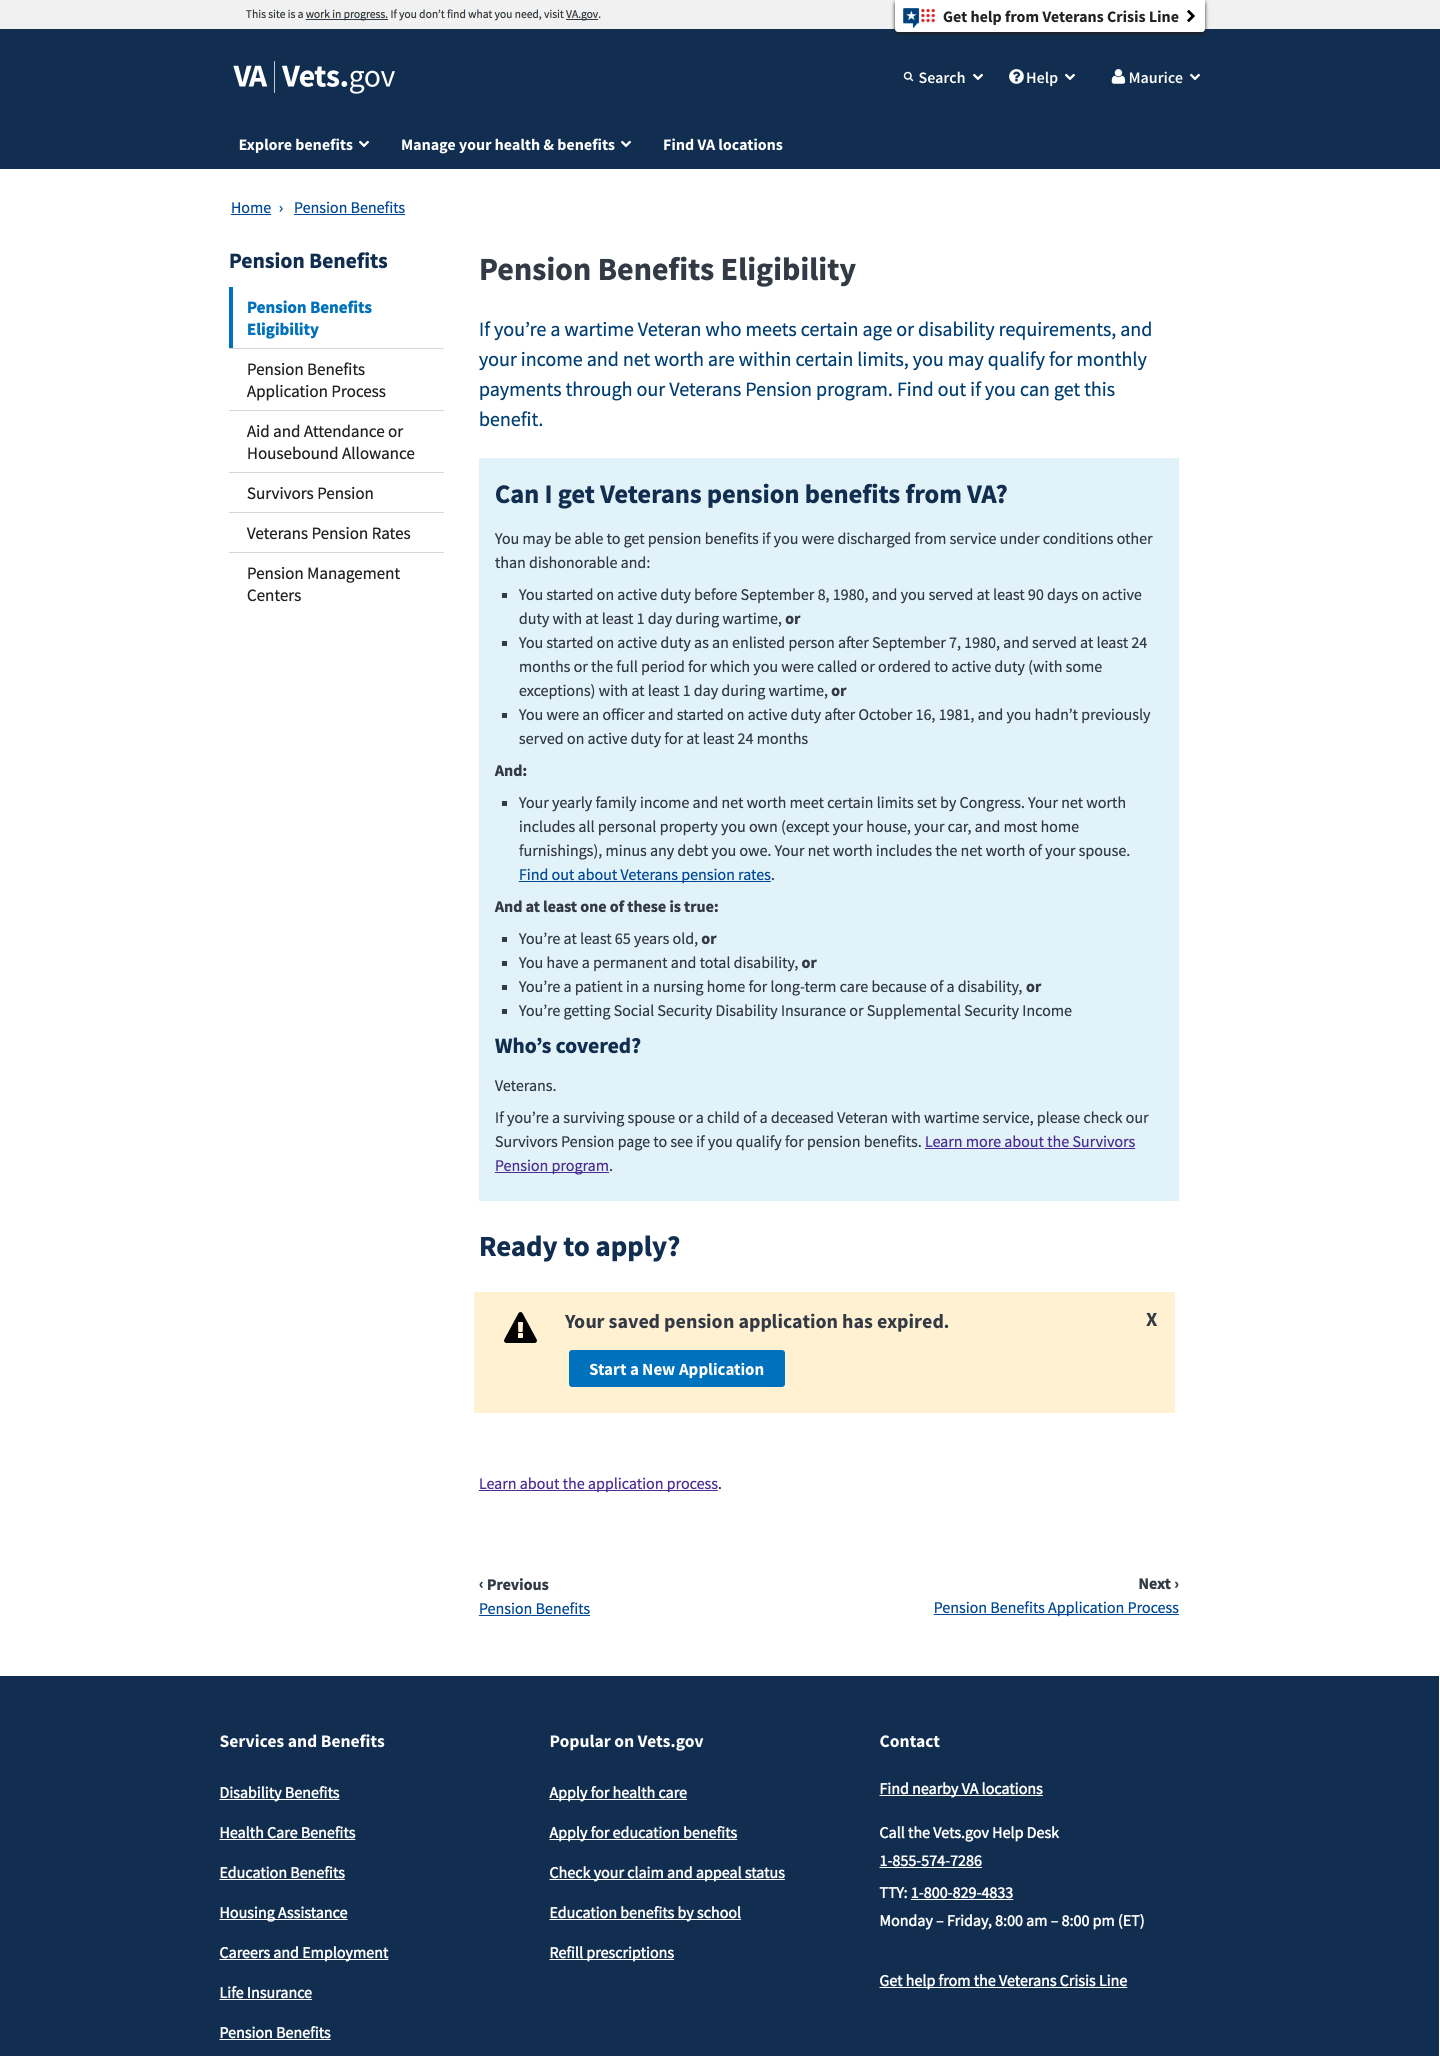 This site is a work in progress. If you don’t find what you need, visit VA.gov.
Get help from Veterans Crisis Line
VA | Vets.gov
Search
Help
Maurice
Explore benefits
Manage your health & benefits
Find VA locations
Home › Pension Benefits
Pension Benefits
Pension Benefits
Eligibility
Pension Benefits
Application Process
Aid and Attendance or
Housebound Allowance
Survivors Pension
Veterans Pension Rates
Pension Management
Centers
Pension Benefits Eligibility
If you’re a wartime Veteran who meets certain age or disability requirements, and
your income and net worth are within certain limits, you may qualify for monthly
payments through our Veterans Pension program. Find out if you can get this
benefit.
Can I get Veterans pension benefits from VA?
You may be able to get pension benefits if you were discharged from service under conditions other
than dishonorable and:
▪ You started on active duty before September 8, 1980, and you served at least 90 days on active
duty with at least 1 day during wartime, or
▪ You started on active duty as an enlisted person after September 7, 1980, and served at least 24
months or the full period for which you were called or ordered to active duty (with some
exceptions) with at least 1 day during wartime, or
▪ You were an officer and started on active duty after October 16, 1981, and you hadn’t previously
served on active duty for at least 24 months
And:
▪ Your yearly family income and net worth meet certain limits set by Congress. Your net worth
includes all personal property you own (except your house, your car, and most home
furnishings), minus any debt you owe. Your net worth includes the net worth of your spouse.
Find out about Veterans pension rates.
And at least one of these is true:
▪ You’re at least 65 years old, or
▪ You have a permanent and total disability, or
▪ You’re a patient in a nursing home for long-term care because of a disability, or
▪ You’re getting Social Security Disability Insurance or Supplemental Security Income
Who’s covered?
Veterans.
If you’re a surviving spouse or a child of a deceased Veteran with wartime service, please check our
Survivors Pension page to see if you qualify for pension benefits. Learn more about the Survivors
Pension program.
Ready to apply?
Your saved pension application has expired.
X
Start a New Application
Learn about the application process.
‹ Previous
Pension Benefits
Next ›
Pension Benefits Application Process
Services and Benefits
Disability Benefits
Health Care Benefits
Education Benefits
Housing Assistance
Careers and Employment
Life Insurance
Pension Benefits
Popular on Vets.gov
Apply for health care
Apply for education benefits
Check your claim and appeal status
Education benefits by school
Refill prescriptions
Contact
Find nearby VA locations
Call the Vets.gov Help Desk
1-855-574-7286
TTY: 1-800-829-4833
Monday – Friday, 8:00 am – 8:00 pm (ET)
Get help from the Veterans Crisis Line